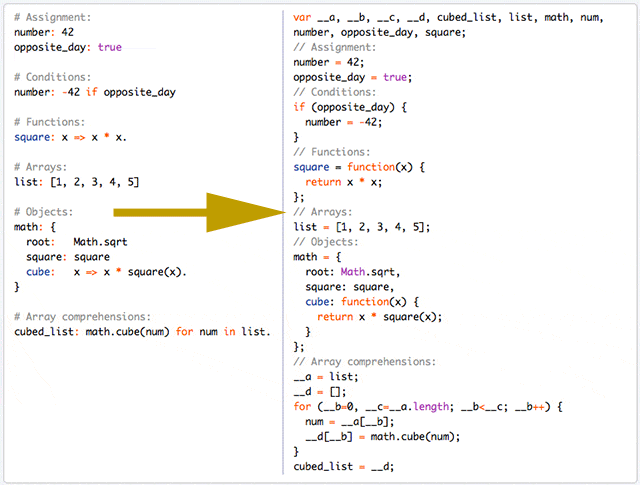 # Assignment:
number: 42
opposite_day: true
# Conditions:
number: -42 if opposite_day
# Functions:
square: x => x * x.
# Arrays:
list: [1, 2, 3, 4, 5]
# Objects:
math: {
  root:   Math.sqrt
  square: square
  cube:   x => x * square(x).
}
# Array comprehensions:
cubed_list: math.cube(num) for num in list.
var __a, __b, __c, __d, cubed_list, list, math, num,
number, opposite_day, square;
// Assignment:
number = 42;
opposite_day = true;
// Conditions:
if (opposite_day) {
  number = -42;
}
// Functions:
square = function(x) {
  return x * x;
};
// Arrays:
list = [1, 2, 3, 4, 5];
// Objects:
math = {
  root: Math.sqrt,
  square: square,
  cube: function(x) {
    return x * square(x);
  }
};
// Array comprehensions:
__a = list;
__d = [];
for (__b=0, __c=__a.length; __b<__c; __b++) {
  num = __a[__b];
  __d[__b] = math.cube(num);
}
cubed_list = __d;